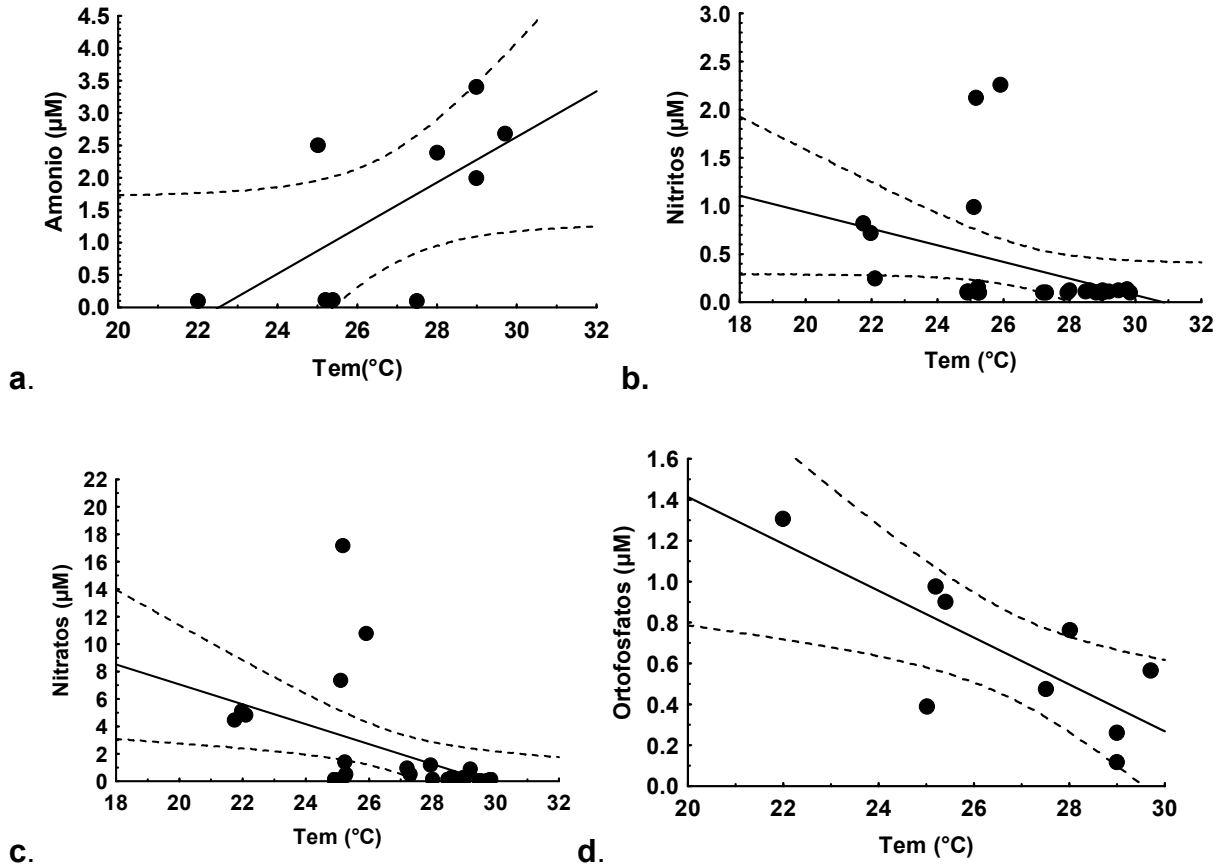 4.5
4.0
3.5
3.0
2.5
2.0
1.5
1.0
0.5
0.0
Amonio (µM)
20 22 24 26 28 30 32
Tem(°C)
a.
3.0
2.5
2.0
1.5
1.0
0.5
0.0
Nitritos (µM)
18 20 22 24 26 28 30 32
Tem (°C)
b.
22
20
18
16
14
12
10
8
6
4
2
0
Nitratos (µM)
18 20 22 24 26 28 30 32
Tem (°C)
c.
1.6
1.4
1.2
1.0
0.8
0.6
0.4
0.2
0.0
Ortofosfatos (µM)
20 22 24 26 28 30
Tem (°C)
d.